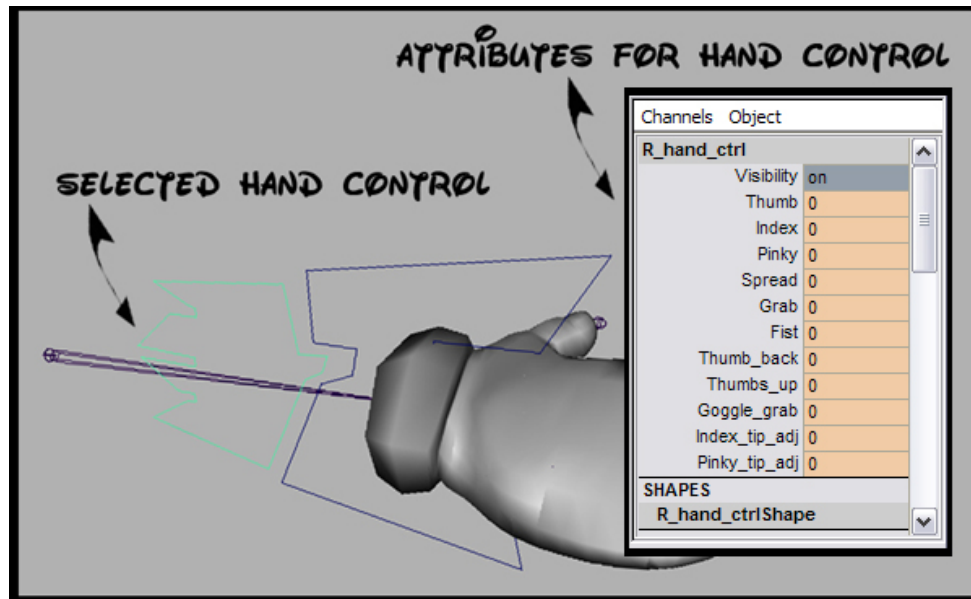 ATTRIBUTES FOR HAND CONTROL
SELECTED HAND CONTROL
Channels Object
R_hand_ctrl
Visibility on
Thumb 0
Index 0
Pinky 0
Spread 0
Grab 0
Fist 0
Thumb_back 0
Thumbs_up 0
Goggle_grab 0
Index_tip_adj 0
Pinky_tip_adj 0
SHAPES
R_hand_ctrlShape